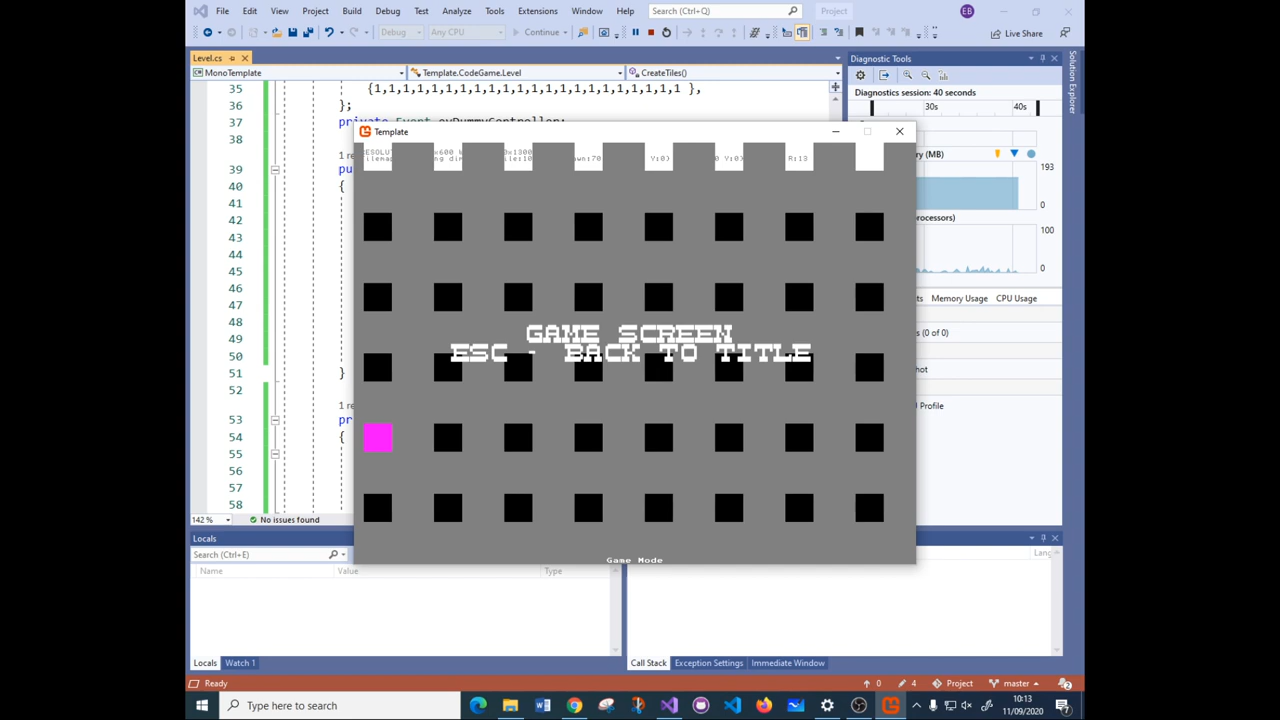 File Edit View Project Build Debug Test Analyze Tools Extensions Window Help Search (Ctrl+Q) Project EB
Debug Any CPU Continue Live Share
Level.cs
MonoTemplate Template.CodeGame.Level CreateTiles()
Diagnostic Tools
Solution Explorer
35 {1,1,1,1,1,1,1,1,1,1,1,1,1,1,1,1,1,1,1,1,1,1 },
36 };
37
38
39
40 {
41
42
43
44
45
46
47
48
49
50
51 }
52
53
54 {
55
56
57
58
Diagnostics session: 40 seconds
30s 40s
(MB)
193
0
100
0
Memory Usage CPU Usage
(0 of 0)
Profile
Template
GAME SCREEN
ESC - BACK TO TITLE
Game Mode
142 % No issues found
Locals
Search (Ctrl+E)
Name Value Type
Locals Watch 1
Call Stack Exception Settings Immediate Window
Ready 0 4 Project master 2
Type here to search
10:13
11/09/2020
7